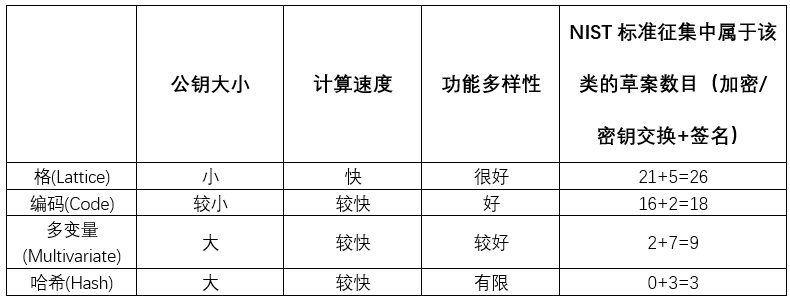 公钥大小 计算速度 功能多样性 NIST 标准征集中属于该
类的草案数目（加密/
密钥交换+签名）
格(Lattice) 小 快 很好 21+5=26
编码(Code) 较小 较快 好 16+2=18
多变量
(Multivariate) 大 较快 较好 2+7=9
哈希(Hash) 大 较快 有限 0+3=3